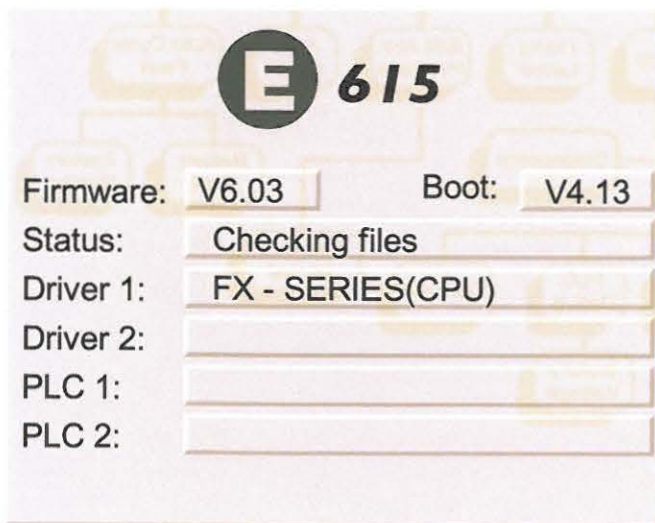 E 615
Firmware: V6.03 Boot: V4.13
Status: Checking files
Driver 1: FX - SERIES(CPU)
Driver 2:
PLC 1:
PLC 2: